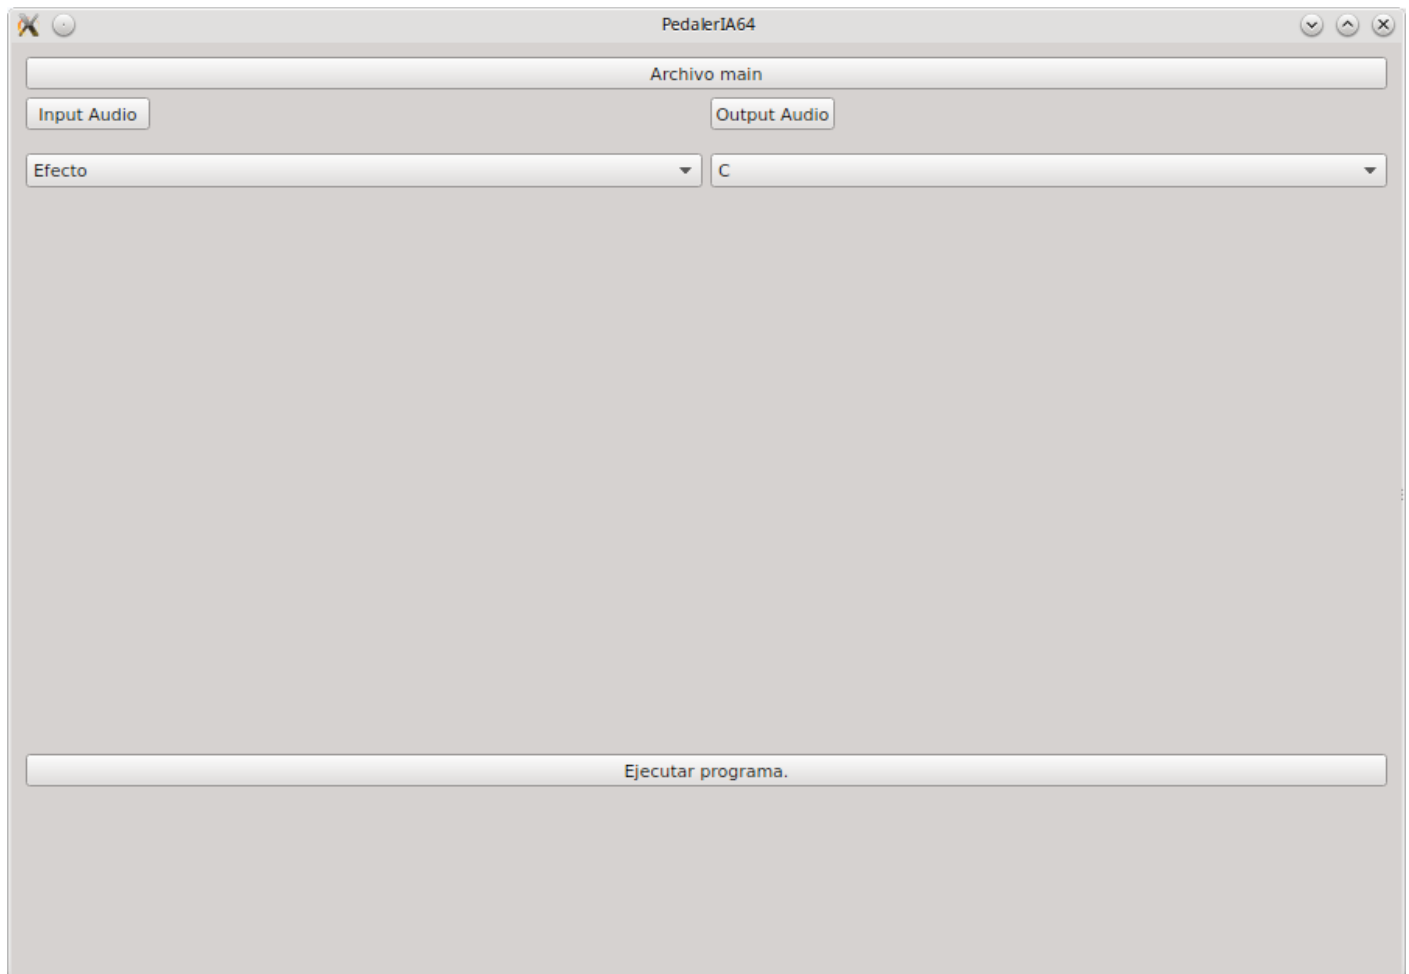 PedalerIA64
Archivo main
Input Audio Output Audio
Efecto C
Ejecutar programa.